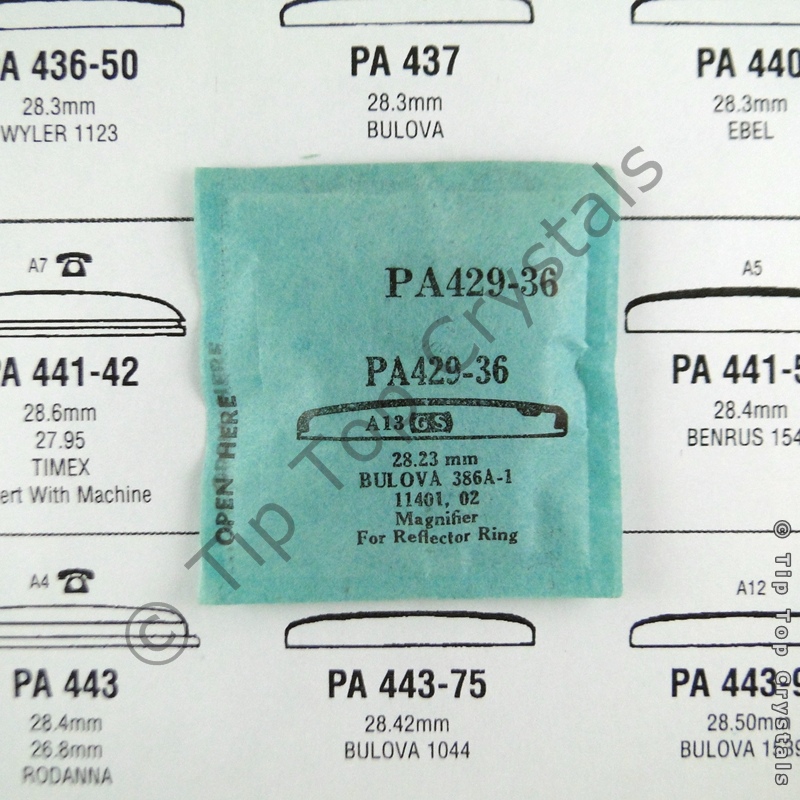 PA 436-50
28.3mm
WYLER 1123
PA 437
28.3mm
BULOVA
PA 440
28.3mm
EBEL
A7
PA 441-42
28.6mm
27.95
TIMEX
With Machine
PA429-36
PA429-36
A13 GS
28.23 mm
BULOVA 386A-1
11401, 02
Magnifier
For Reflector Ring
OPEN HERE
A5
28.4mm
BENRUS
A4
PA 443
28.4mm
26.8mm
RODANNA
PA 443-75
28.42mm
BULOVA 1044
A12
28.50mm
BULOVA
© Tip Top Crystals
© Tip Top Crystals